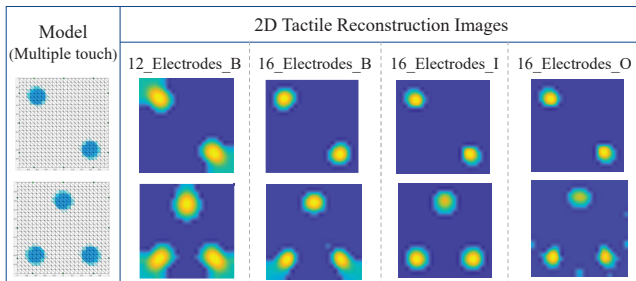 Model
(Multiple touch)
2D Tactile Reconstruction Images
12_Electrodes_B
16_Electrodes_B
16_Electrodes_I
16_Electrodes_O